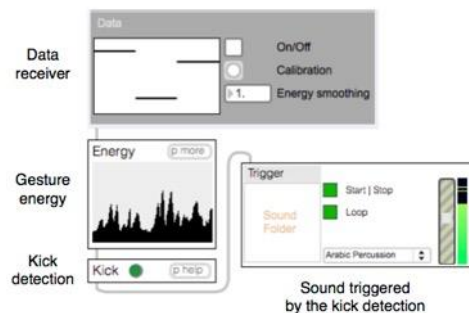 Data
Data
receiver
On/Off
Calibration
1. Energy smoothing
Energy
p more
Gesture
energy
Kick
detection
Kick
p help
Trigger
Sound
Folder
Start | Stop
Loop
Arabic Percussion
Sound triggered
by the kick detection